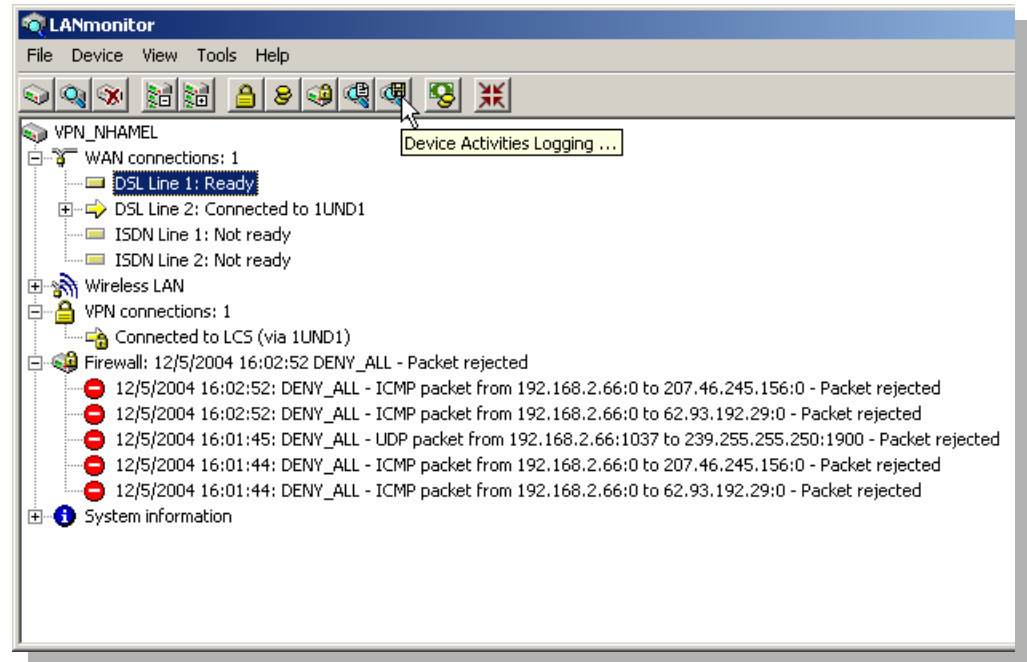 LANmonitor
File Device View Tools Help
Device Activities Logging ...
VPN_NHAMEL
WAN connections: 1
DSL Line 1: Ready
DSL Line 2: Connected to 1UND1
ISDN Line 1: Not ready
ISDN Line 2: Not ready
Wireless LAN
VPN connections: 1
Connected to LCS (via 1UND1)
Firewall: 12/5/2004 16:02:52 DENY_ALL - Packet rejected
12/5/2004 16:02:52: DENY_ALL - ICMP packet from 192.168.2.66:0 to 207.46.245.156:0 - Packet rejected
12/5/2004 16:02:52: DENY_ALL - ICMP packet from 192.168.2.66:0 to 62.93.192.29:0 - Packet rejected
12/5/2004 16:01:45: DENY_ALL - UDP packet from 192.168.2.66:1037 to 239.255.255.250:1900 - Packet rejected
12/5/2004 16:01:44: DENY_ALL - ICMP packet from 192.168.2.66:0 to 207.46.245.156:0 - Packet rejected
12/5/2004 16:01:44: DENY_ALL - ICMP packet from 192.168.2.66:0 to 62.93.192.29:0 - Packet rejected
System information